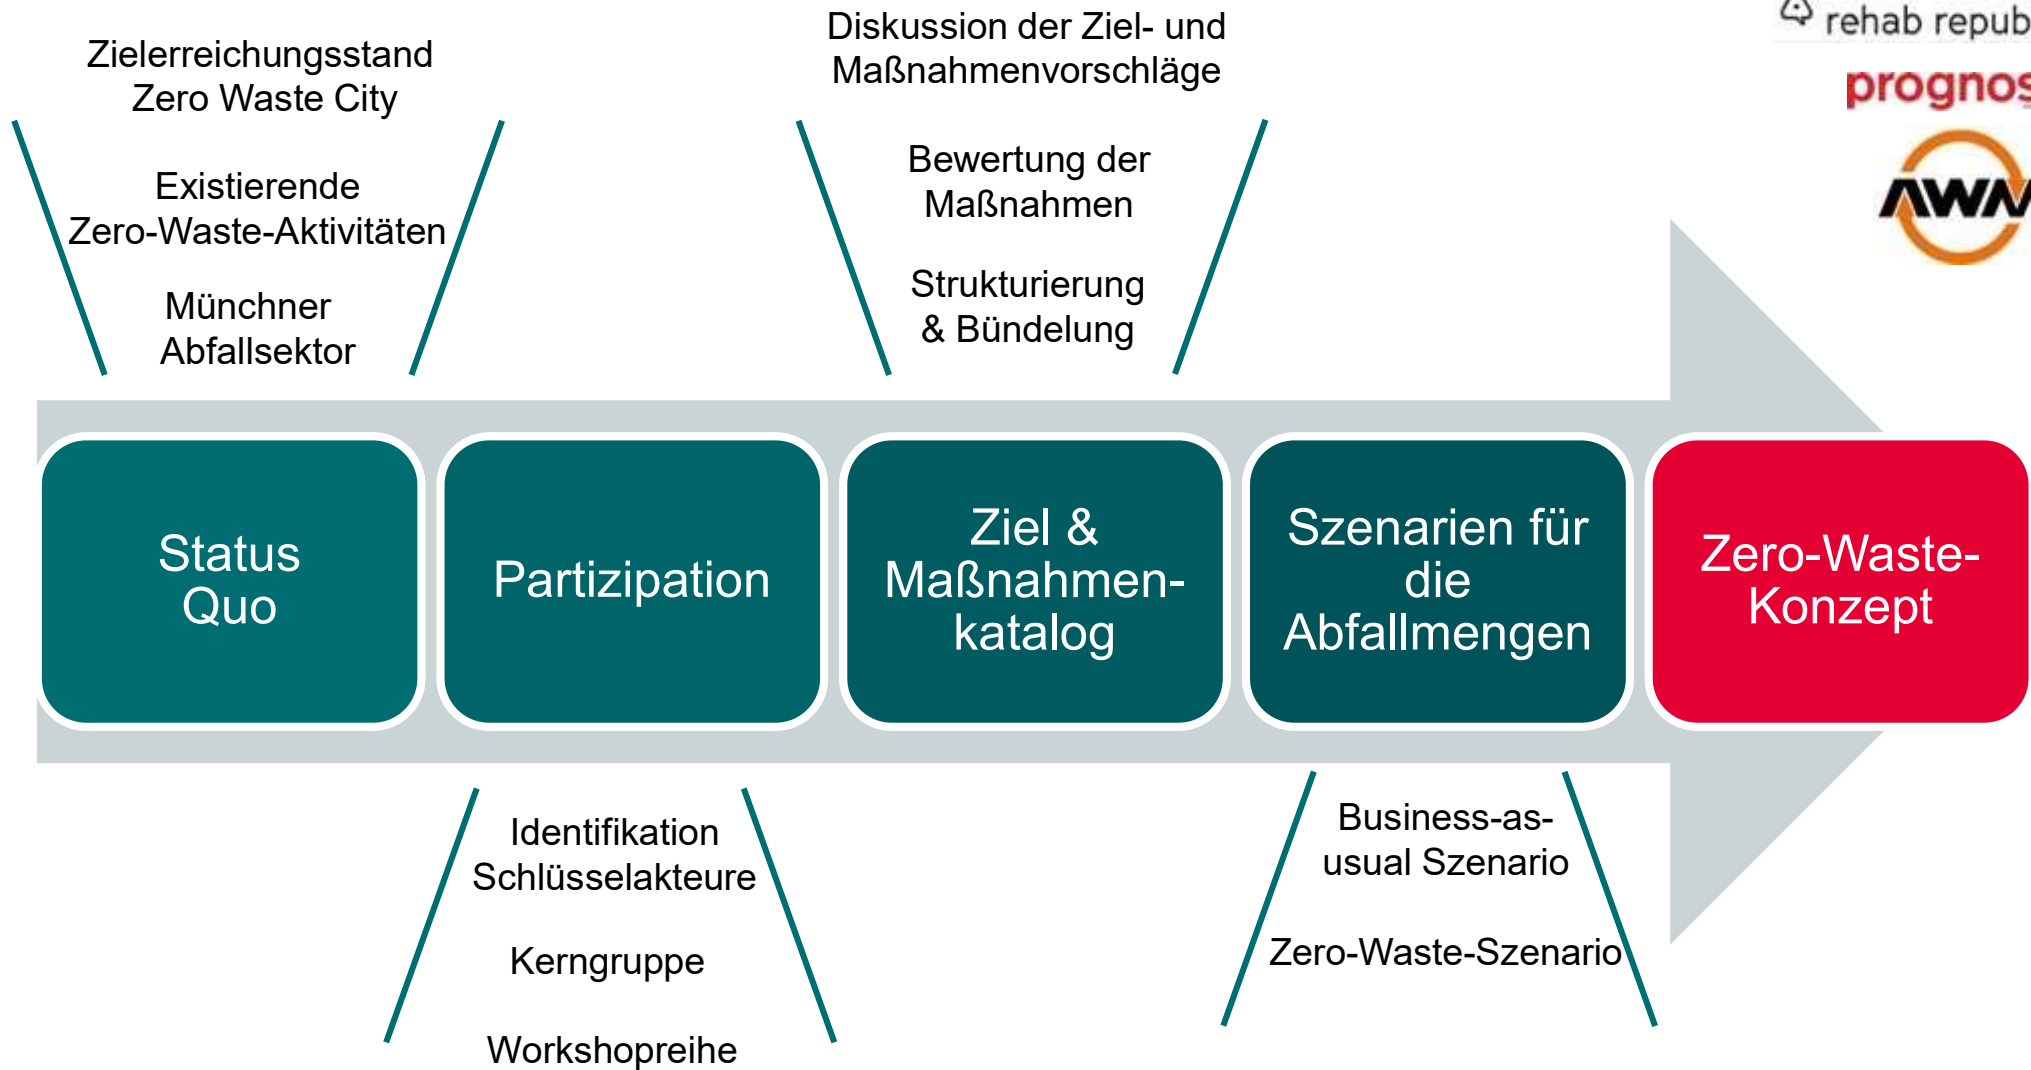 Zielerreichungsstand
Zero Waste City
Existierende
Zero-Waste-Aktivitäten
Münchner
Abfallsektor
Diskussion der Ziel- und
Maßnahmenvorschläge
Bewertung der
Maßnahmen
Strukturierung
& Bündelung
rehab repub
prognos
AWM
Status
Quo
Partizipation
Ziel &
Maßnahmen-
katalog
Szenarien für
die
Abfallmengen
Zero-Waste-
Konzept
Identifikation
Schlüsselakteure
Kerngruppe
Workshopreihe
Business-as-
usual Szenario
Zero-Waste-Szenario